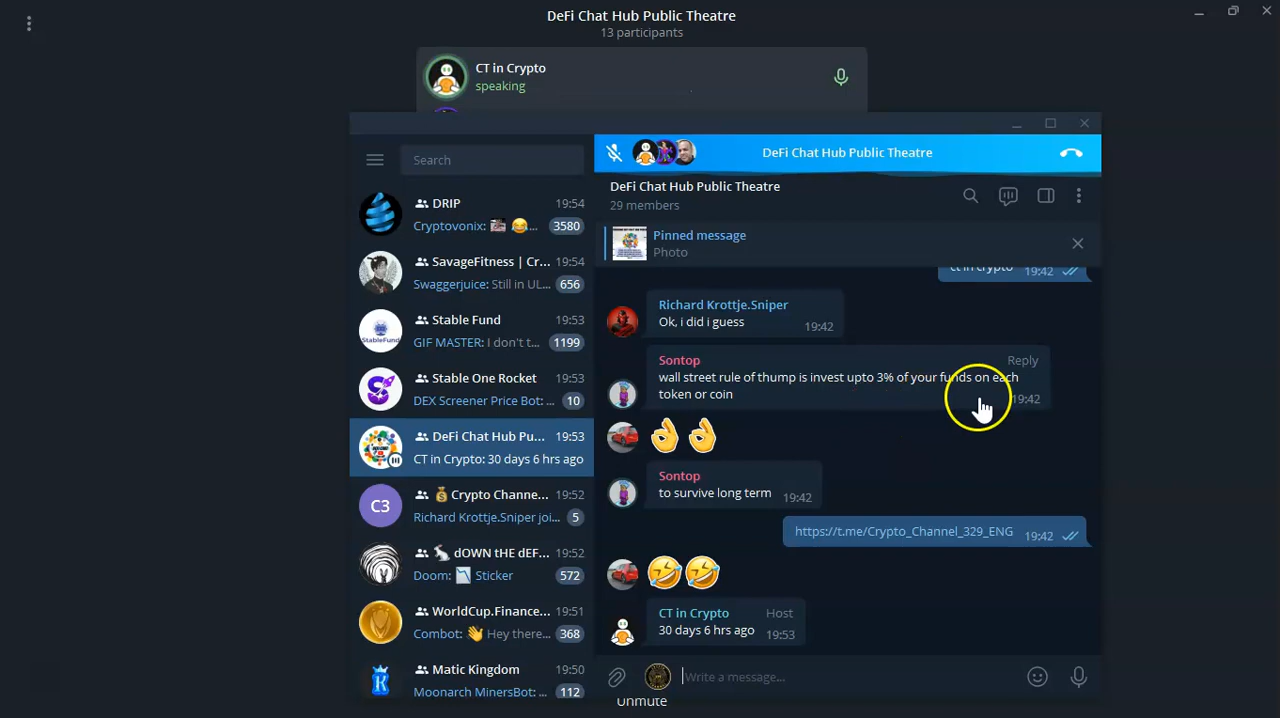 DeFi Chat Hub Public Theatre
13 participants
CT in Crypto
speaking
Search
DRIP 19:54
Cryptovonix: 😂... 3580
SavageFitness | Cr... 19:54
Swaggerjuice: Still in UL... 656
Stable Fund 19:53
GIF MASTER: I don't t... 1199
Stable One Rocket 19:53
DEX Screener Price Bot: ... 10
DeFi Chat Hub Pu... 19:53
CT in Crypto: 30 days 6 hrs ago
C3
💰 Crypto Channe... 19:52
Richard Krottje.Sniper joi... 5
🐇 dOWN tHE dEF... 19:52
Doom: 📉 Sticker 572
WorldCup.Finance... 19:51
Combot: 👋 Hey there... 368
Matic Kingdom 19:50
Moonarch MinersBot: ... 112
StableFund
DeFi Chat Hub Public Theatre
DeFi Chat Hub Public Theatre
29 members
Pinned message
Photo
ct in crypto 19:42
Richard Krottje.Sniper
Ok, i did i guess 19:42
Sontop Reply
wall street rule of thump is invest upto 3% of your funds on each
token or coin 19:42
👌👌
Sontop
to survive long term 19:42
https://t.me/Crypto_Channel_329_ENG 19:42
🤣🤣
CT in Crypto Host
30 days 6 hrs ago 19:53
Write a message...
Unmute